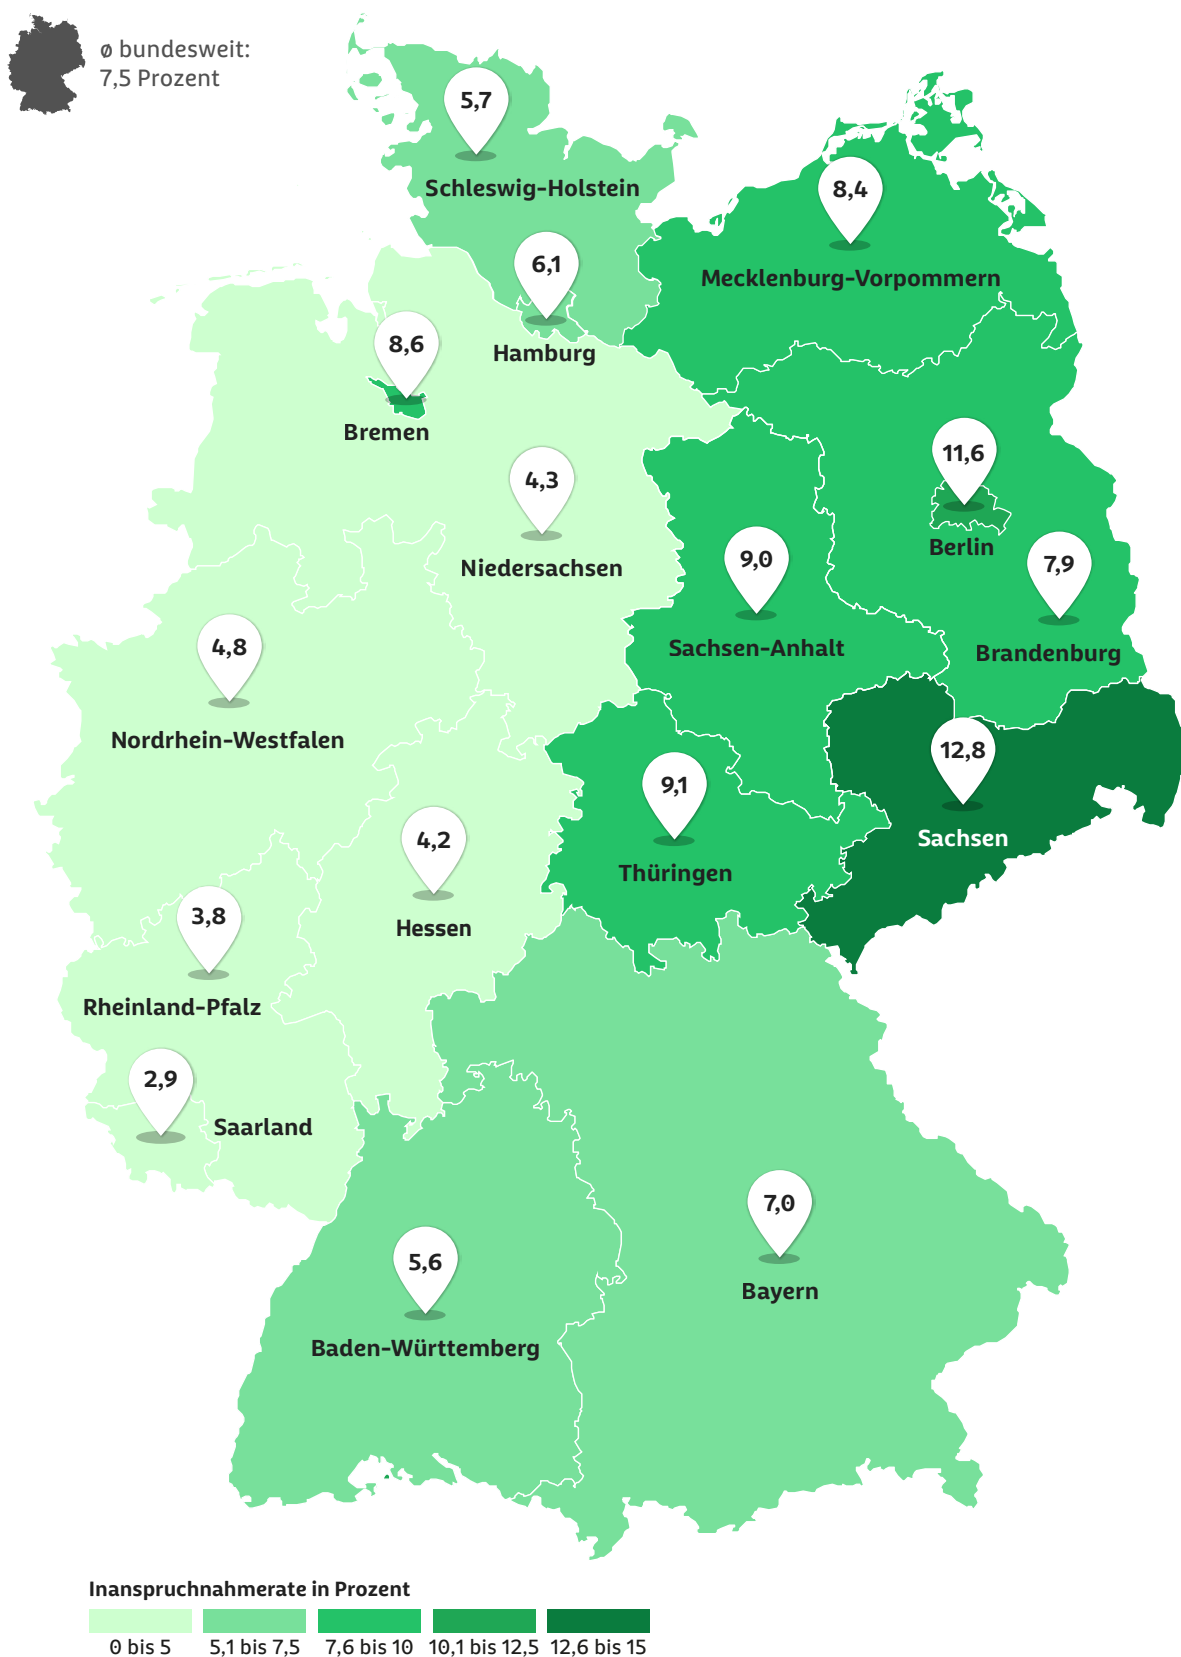 ø bundesweit:
7,5 Prozent
5,7
Schleswig-Holstein
8,4
Mecklenburg-Vorpommern
6,1
Hamburg
8,6
Bremen
11,6
Berlin
4,3
Niedersachsen
9,0
Sachsen-Anhalt
7,9
Brandenburg
4,8
Nordrhein-Westfalen
12,8
Sachsen
9,1
Thüringen
4,2
Hessen
3,8
Rheinland-Pfalz
2,9
Saarland
7,0
Bayern
5,6
Baden-Württemberg
Inanspruchnahmerate in Prozent
0 bis 5
5,1 bis 7,5
7,6 bis 10
10,1 bis 12,5
12,6 bis 15